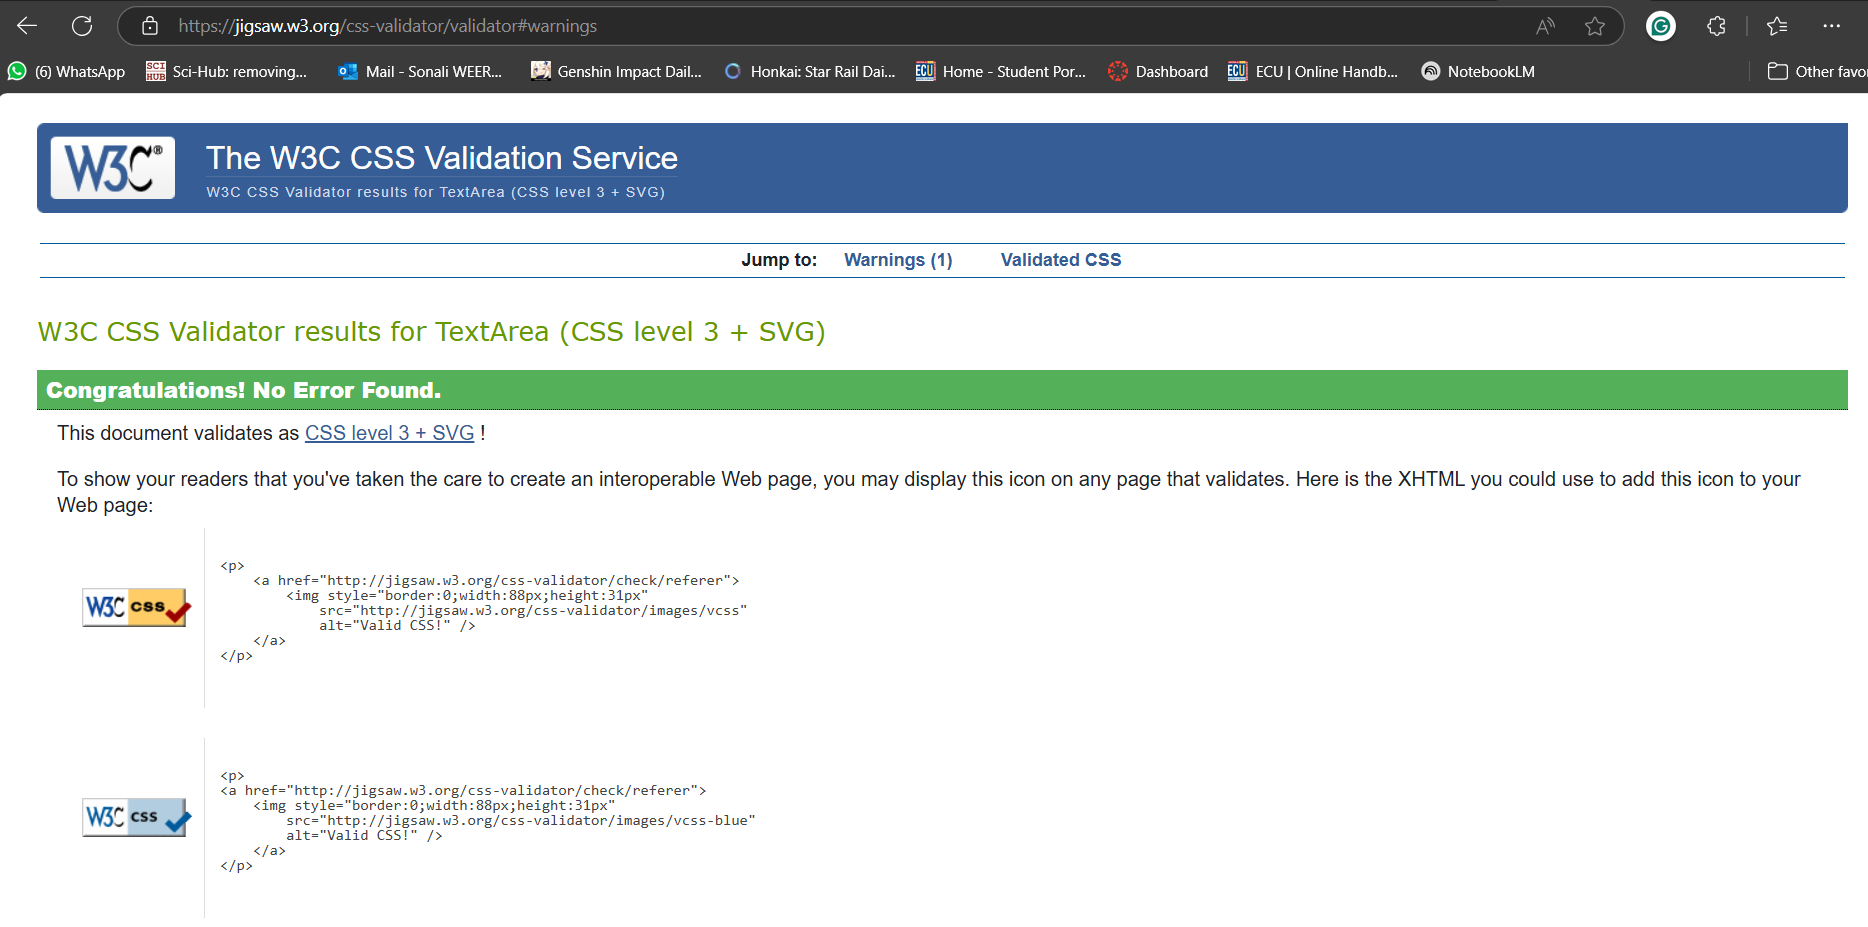 https://jigsaw.w3.org/css-validator/validator#warnings
(6) WhatsApp
SCI HUB Sci-Hub: removing...
Mail - Sonali WEER...
Genshin Impact Dail...
Honkai: Star Rail Dai...
ECU Home - Student Por...
Dashboard
ECU ECU | Online Handb...
NotebookLM
Other favo
W3C®
The W3C CSS Validation Service
W3C CSS Validator results for TextArea (CSS level 3 + SVG)
Jump to: Warnings (1) Validated CSS
W3C CSS Validator results for TextArea (CSS level 3 + SVG)
Congratulations! No Error Found.
This document validates as CSS level 3 + SVG !
To show your readers that you've taken the care to create an interoperable Web page, you may display this icon on any page that validates. Here is the XHTML you could use to add this icon to your
Web page:
W3C css
<p>
<a href="http://jigsaw.w3.org/css-validator/check/referer">
<img style="border:0;width:88px;height:31px"
src="http://jigsaw.w3.org/css-validator/images/vcss"
alt="Valid CSS!" />
</a>
</p>
W3C css
<p>
<a href="http://jigsaw.w3.org/css-validator/check/referer">
<img style="border:0;width:88px;height:31px"
src="http://jigsaw.w3.org/css-validator/images/vcss-blue"
alt="Valid CSS!" />
</a>
</p>